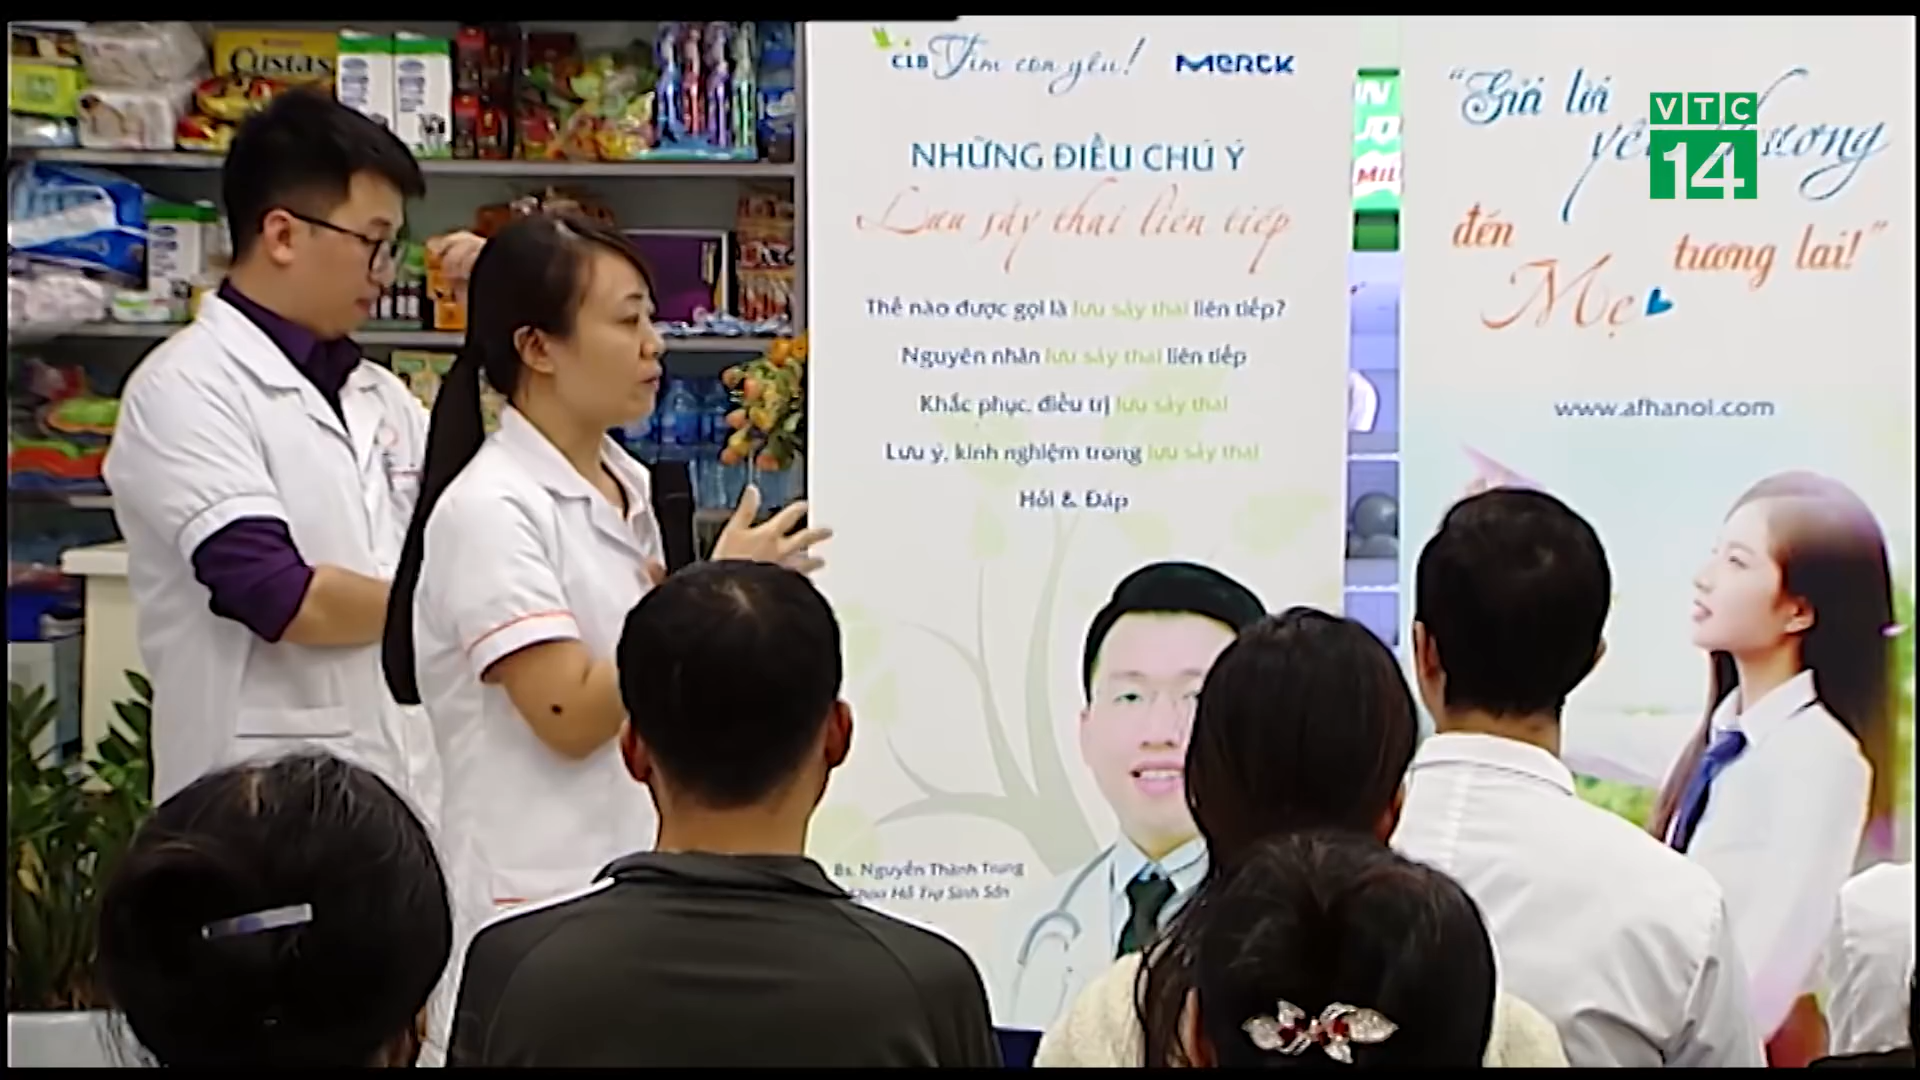 Custas
CLB Tìm con yêu!
MERCK
NHỮNG ĐIỀU CHÚ Ý
Lưu sảy thai liên tiếp
Thế nào được gọi là lưu sảy thai liên tiếp?
Nguyên nhân lưu sảy thai liên tiếp
Khắc phục, điều trị lưu sảy thai
Lưu ý, kinh nghiệm trong lưu sảy thai
Hỏi & Đáp
Bs. Nguyễn Thành Trung
Khoa Hỗ Trợ Sinh Sản
MIL
"Gửi lời
yêu thương
đến
Mẹ
tương lai!"
www.afhanoi.com
VTC
14